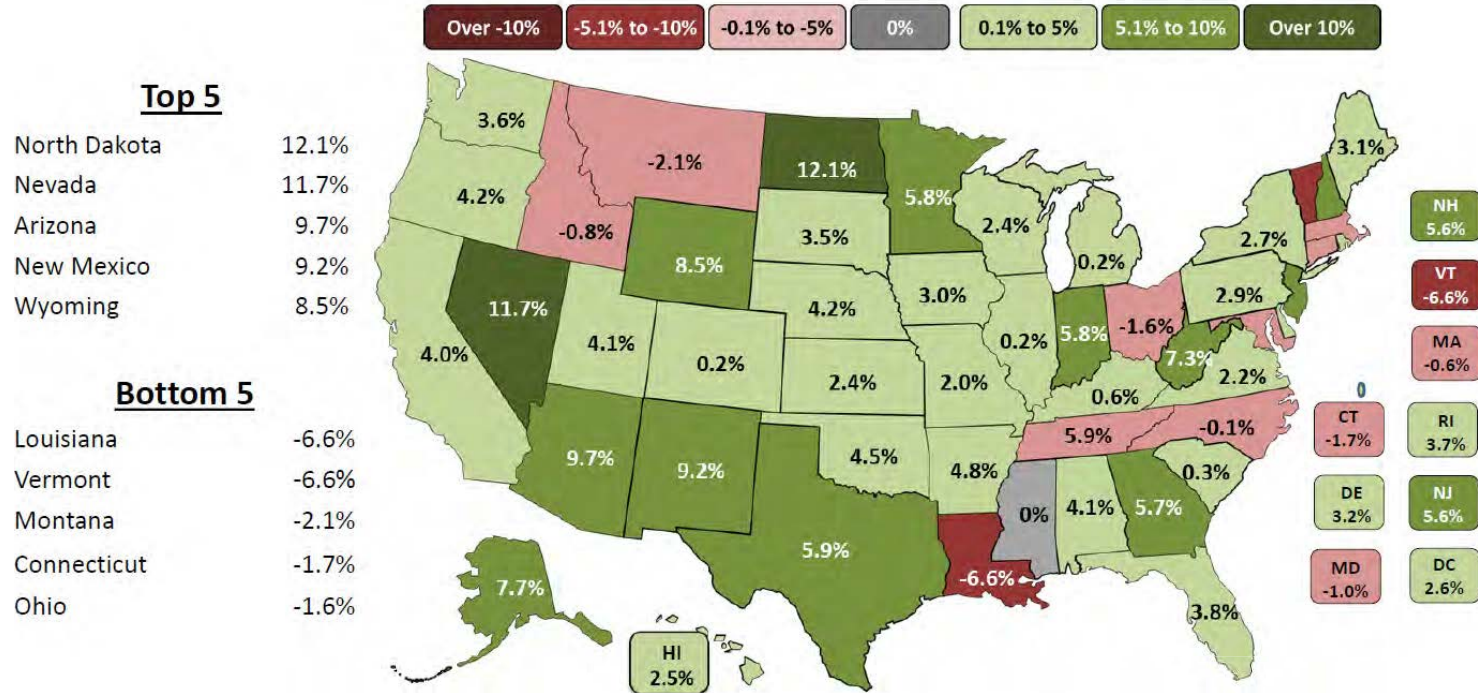 Over -10% -5.1% to -10% -0.1% to -5% 0% 0.1% to 5% 5.1% to 10% Over 10%
Top 5
North Dakota 12.1%
Nevada 11.7%
Arizona 9.7%
New Mexico 9.2%
Wyoming 8.5%
Bottom 5
Louisiana -6.6%
Vermont -6.6%
Montana -2.1%
Connecticut -1.7%
Ohio -1.6%
3.6%
-2.1%
12.1%
5.8%
3.1%
4.2%
-0.8%
3.5%
2.4%
2.7%
8.5%
0.2%
11.7%
4.2%
3.0%
2.9%
4.0%
4.1%
0.2%
2.4%
2.0%
0.2%
5.8%
-1.6%
7.3%
2.2%
0.6%
9.7%
9.2%
4.5%
4.8%
5.9%
-0.1%
0.3%
5.9%
-6.6%
0%
4.1%
5.7%
3.8%
7.7%
HI
2.5%
NH
5.6%
VT
-6.6%
MA
-0.6%
0
CT
-1.7%
RI
3.7%
DE
3.2%
NJ
5.6%
MD
-1.0%
DC
2.6%